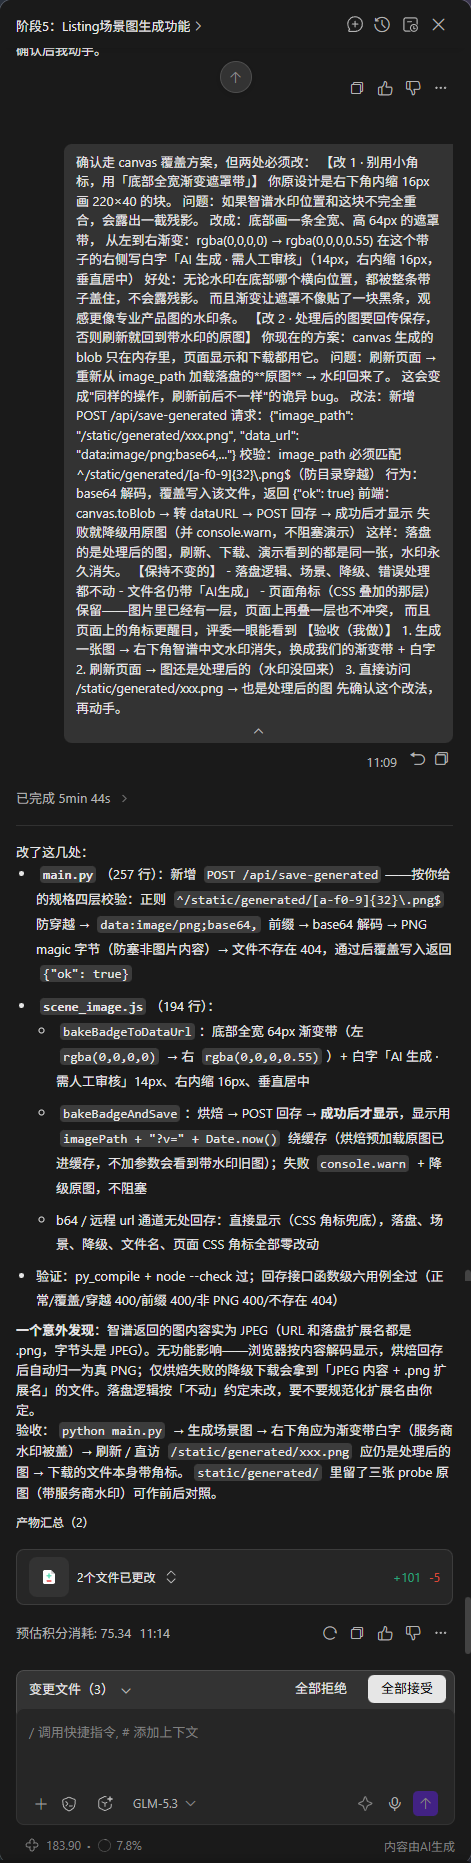 阶段5：Listing场景图生成功能
确认后我动手。
确认走 canvas 覆盖方案，但两处必须改： 【改 1 · 别用小角
标，用「底部全宽渐变遮罩带」】 你原设计是右下角内缩 16px
画 220×40 的块。 问题：如果智谱水印位置和这块不完全重
合，会露出一截残影。 改成：底部画一条全宽、高 64px 的遮罩
带， 从左到右渐变：rgba(0,0,0,0) → rgba(0,0,0,0.55) 在这个带
子的右侧写白字「AI 生成 · 需人工审核」（14px，右内缩 16px，
垂直居中） 好处：无论水印在底部哪个横向位置，都被整条带
子盖住，不会露残影。 而且渐变让遮罩不像贴了一块黑条，观
感更像专业产品图的水印条。 【改 2 · 处理后的图要回传保存，
否则刷新就回到带水印的原图】 你现在的方案：canvas 生成的
blob 只在内存里，页面显示和下载都用它。 问题：刷新页面 →
重新从 image_path 加载落盘的**原图** → 水印回来了。 这会变
成"同样的操作，刷新前后不一样"的诡异 bug。 改法：新增
POST /api/save-generated 请求：{"image_path":
"/static/generated/xxx.png", "data_url":
"data:image/png;base64,..."} 校验：image_path 必须匹配
^/static/generated/[a-f0-9]{32}\.png$（防目录穿越） 行为：
base64 解码，覆盖写入该文件，返回 {"ok": true} 前端：
canvas.toBlob → 转 dataURL → POST 回存 → 成功后才显示 失
败就降级用原图（并 console.warn，不阻塞演示） 这样：落盘
的是处理后的图，刷新、下载、演示看到的都是同一张，水印永
久消失。 【保持不变的】 - 落盘逻辑、场景、降级、错误处理
都不动 - 文件名仍带「AI生成」 - 页面角标（CSS 叠加的那层）
保留——图片里已经有一层，页面上再叠一层也不冲突， 而且
页面上的角标更醒目，评委一眼能看到 【验收（我做）】 1. 生成
一张图 → 右下角智谱中文水印消失，换成我们的渐变带 + 白字
2. 刷新页面 → 图还是处理后的（水印没回来） 3. 直接访问
/static/generated/xxx.png → 也是处理后的图 先确认这个改法，
再动手。
11:09
已完成 5min 44s
改了这几处：
• main.py （257 行）：新增 POST /api/save-generated ——按你给
的规格四层校验：正则 ^/static/generated/[a-f0-9]{32}\.png$
防穿越 → data:image/png;base64, 前缀 → base64 解码 → PNG
magic 字节（防塞非图片内容）→ 文件不存在 404，通过后覆盖写入返回
{"ok": true}
• scene_image.js （194 行）：
◦ bakeBadgeToDataUrl ：底部全宽 64px 渐变带（左
rgba(0,0,0,0) → 右 rgba(0,0,0,0.55) ）+ 白字「AI 生成 ·
需人工审核」14px、右内缩 16px、垂直居中
◦ bakeBadgeAndSave ：烘焙 → POST 回存 → 成功后才显示，显示用
imagePath + "?v=" + Date.now() 绕缓存（烘焙预加载原图已
进缓存，不加参数会看到带水印旧图）；失败 console.warn + 降
级原图，不阻塞
◦ b64 / 远程 url 通道无处回存：直接显示（CSS 角标兜底），落盘、场
景、降级、文件名、页面 CSS 角标全部零改动
• 验证：py_compile + node --check 过；回存接口函数级六用例全过（正
常/覆盖/穿越 400/前缀 400/非 PNG 400/不存在 404）
一个意外发现：智谱返回的图内容实为 JPEG（URL 和落盘扩展名都是
.png，字节头是 JPEG）。无功能影响——浏览器按内容解码显示，烘焙回存
后自动归一为真 PNG；仅烘焙失败的降级下载会拿到「JPEG 内容 + .png 扩
展名」的文件。落盘逻辑按「不动」约定未改，要不要规范化扩展名由你
定。
验收： python main.py → 生成场景图 → 右下角应为渐变带白字（服务商
水印被盖）→ 刷新 / 直访 /static/generated/xxx.png 应仍是处理后的
图 → 下载的文件本身带角标。 static/generated/ 里留了三张 probe 原
图（带服务商水印）可作前后对照。
产物汇总（2）
2个文件已更改 +101 -5
预估积分消耗: 75.34 11:14
变更文件（3） 全部拒绝 全部接受
/ 调用快捷指令, # 添加上下文
GLM-5.3
183.90 · 7.8% 内容由AI生成